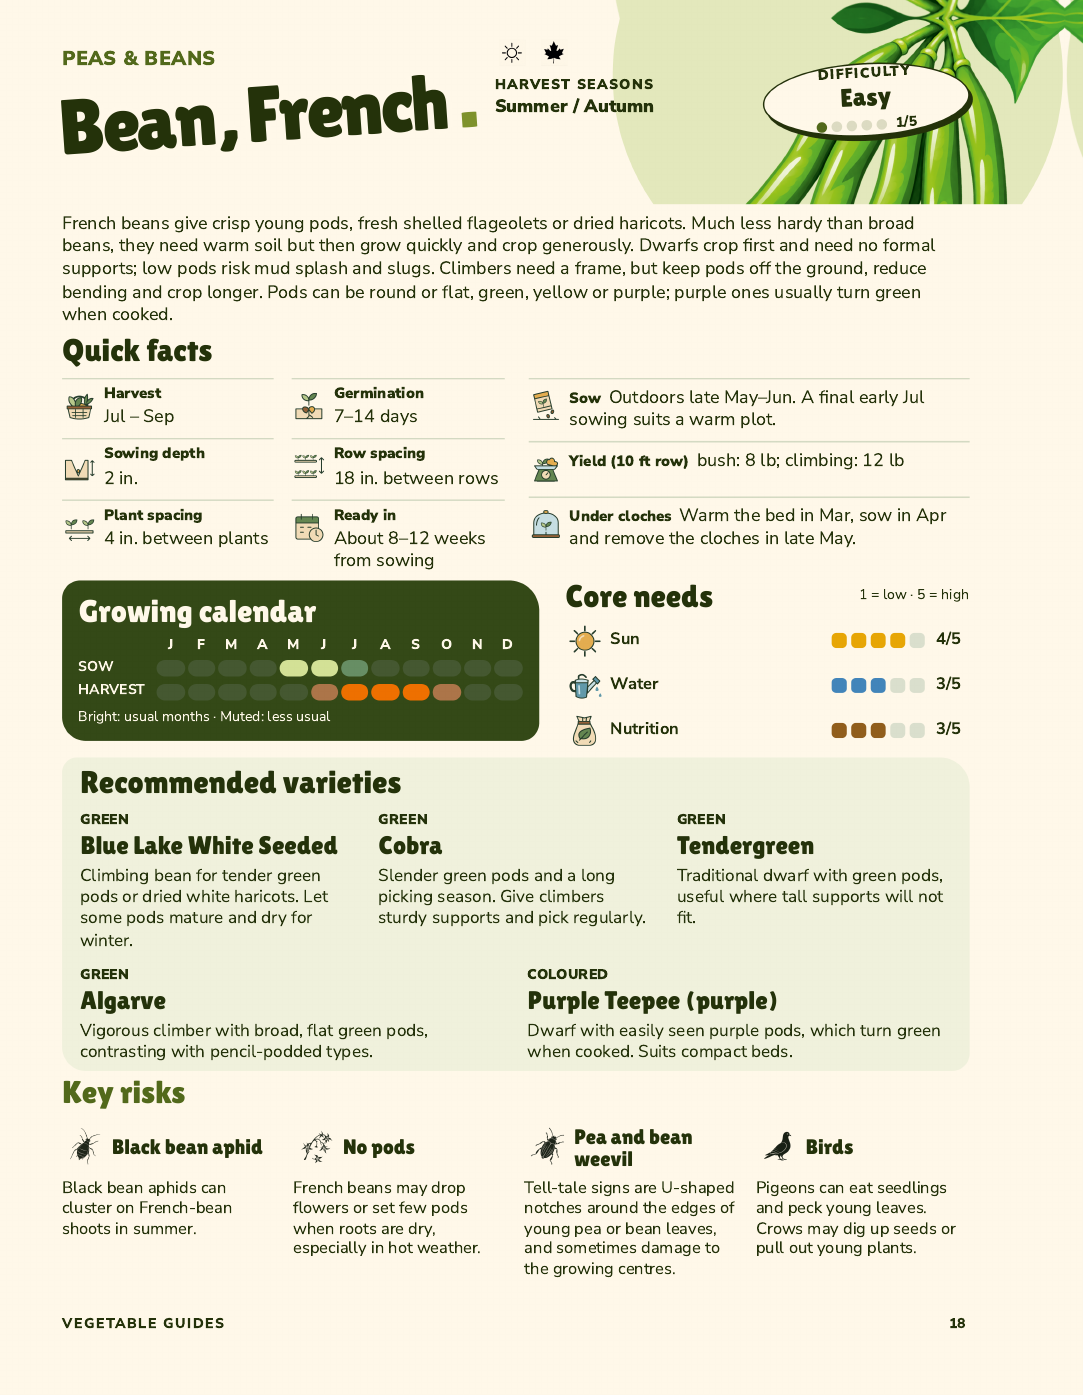 PEAS & BEANS
Bean, French.
HARVEST SEASONS
Summer / Autumn
DIFFICULTY
Easy
1/5
French beans give crisp young pods, fresh shelled flageolets or dried haricots. Much less hardy than broad
beans, they need warm soil but then grow quickly and crop generously. Dwarfs crop first and need no formal
supports; low pods risk mud splash and slugs. Climbers need a frame, but keep pods off the ground, reduce
bending and crop longer. Pods can be round or flat, green, yellow or purple; purple ones usually turn green
when cooked.
Quick facts
Harvest
Jul – Sep
Germination
7–14 days
Sow Outdoors late May–Jun. A final early Jul
sowing suits a warm plot.
Sowing depth
2 in.
Row spacing
18 in. between rows
Yield (10 ft row) bush: 8 lb; climbing: 12 lb
Plant spacing
4 in. between plants
Ready in
About 8–12 weeks
from sowing
Under cloches Warm the bed in Mar, sow in Apr
and remove the cloches in late May.
Growing calendar
J F M A M J J A S O N D
SOW
HARVEST
Bright: usual months · Muted: less usual
Core needs
1 = low · 5 = high
Sun 4/5
Water 3/5
Nutrition 3/5
Recommended varieties
GREEN
Blue Lake White Seeded
Climbing bean for tender green
pods or dried white haricots. Let
some pods mature and dry for
winter.
GREEN
Cobra
Slender green pods and a long
picking season. Give climbers
sturdy supports and pick regularly.
GREEN
Tendergreen
Traditional dwarf with green pods,
useful where tall supports will not
fit.
GREEN
Algarve
Vigorous climber with broad, flat green pods,
contrasting with pencil-podded types.
COLOURED
Purple Teepee (purple)
Dwarf with easily seen purple pods, which turn green
when cooked. Suits compact beds.
Key risks
Black bean aphid
Black bean aphids can
cluster on French-bean
shoots in summer.
No pods
French beans may drop
flowers or set few pods
when roots are dry,
especially in hot weather.
Pea and bean
weevil
Tell-tale signs are U-shaped
notches around the edges of
young pea or bean leaves,
and sometimes damage to
the growing centres.
Birds
Pigeons can eat seedlings
and peck young leaves.
Crows may dig up seeds or
pull out young plants.
VEGETABLE GUIDES
18